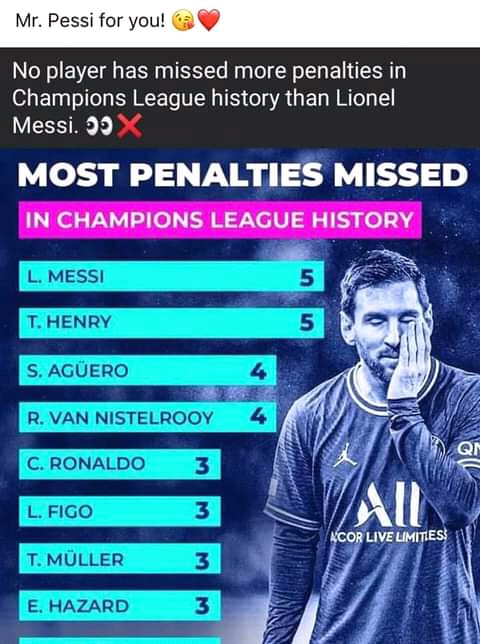 Mr. Pessi for you! 😘❤️
No player has missed more penalties in
Champions League history than Lionel
Messi. 👀❌
MOST PENALTIES MISSED
IN CHAMPIONS LEAGUE HISTORY
L. MESSI 5
T. HENRY 5
S. AGÜERO 4
R. VAN NISTELROOY 4
C. RONALDO 3
L. FIGO 3
T. MÜLLER 3
E. HAZARD 3
QN
ALL
ACCOR LIVE LIMITLESS